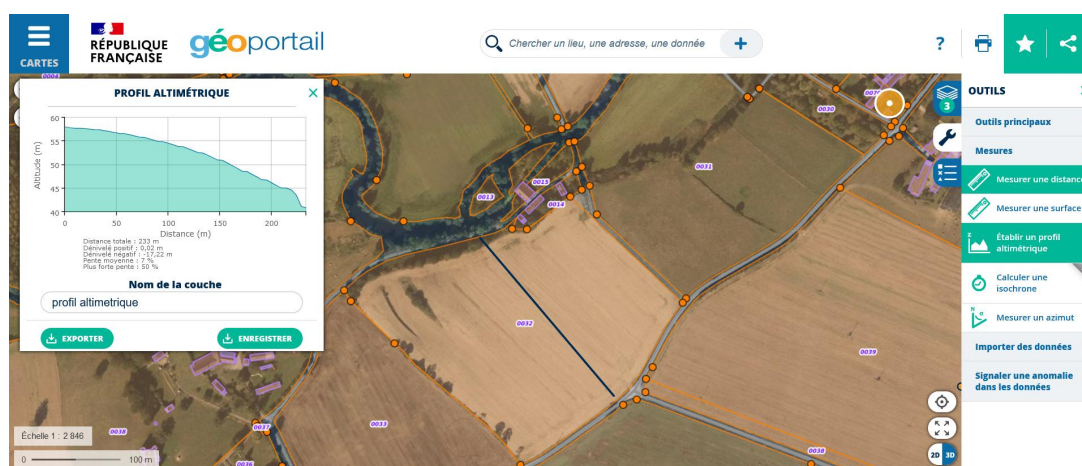 CARTES
RÉPUBLIQUE
FRANÇAISE
géoportail
Chercher un lieu, une adresse, une donnée
+
?
PROFIL ALTIMÉTRIQUE
Altitude (m)
60
55
50
45
40
0 50 100 150 200
Distance (m)
Distance totale : 233 m
Dénivelé positif : 0,02 m
Dénivelé négatif : -17,22 m
Pente moyenne : 7 %
Plus forte pente : 50 %
Nom de la couche
profil altimetrique
EXPORTER
ENREGISTRER
0004
0030
0031
0015
0013
0014
0032
0039
0033
0038
0037
0036
0038
Échelle 1 : 2 846
0 100 m
3
OUTILS
Outils principaux
Mesures
Mesurer une distance
Mesurer une surface
Établir un profil
altimétrique
Calculer une
isochrone
N
Mesurer un azimut
Importer des données
Signaler une anomalie
dans les données
2D 3D